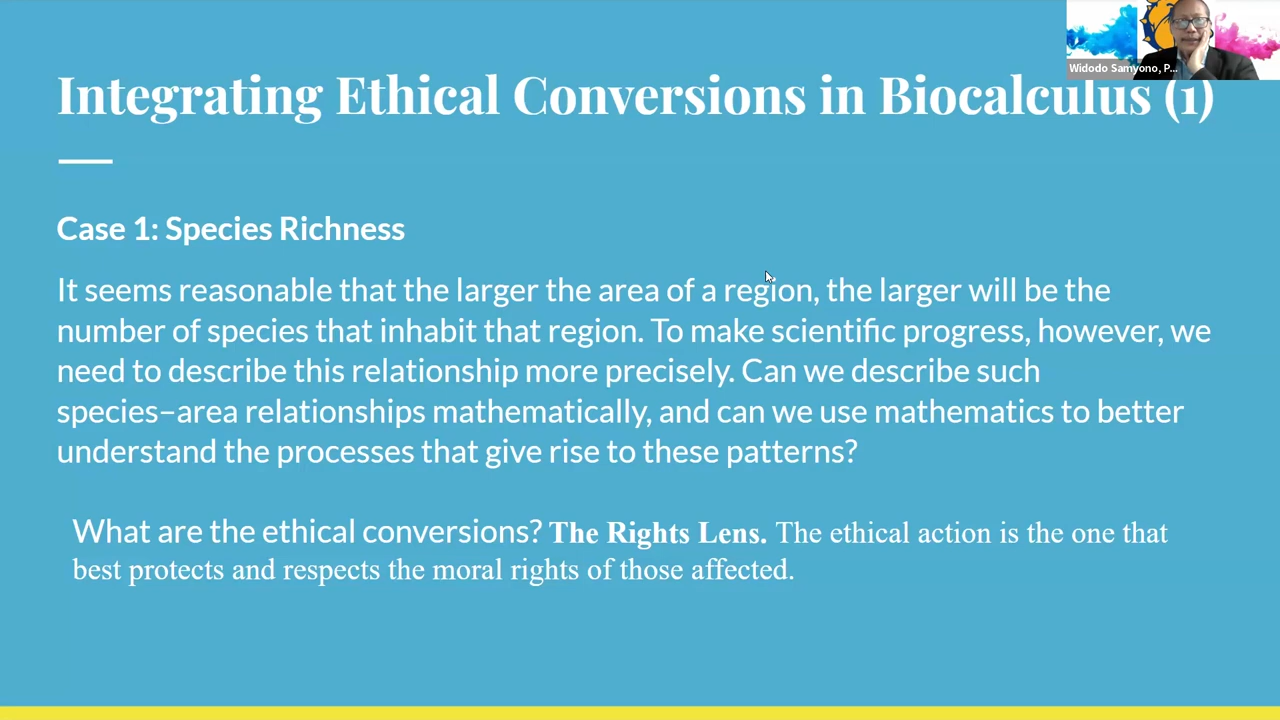 Widodo Samyono, P...
Integrating Ethical Conversions in Biocalculus (1)
Case 1: Species Richness
It seems reasonable that the larger the area of a region, the larger will be the
number of species that inhabit that region. To make scientific progress, however, we
need to describe this relationship more precisely. Can we describe such
species–area relationships mathematically, and can we use mathematics to better
understand the processes that give rise to these patterns?
What are the ethical conversions? The Rights Lens. The ethical action is the one that
best protects and respects the moral rights of those affected.